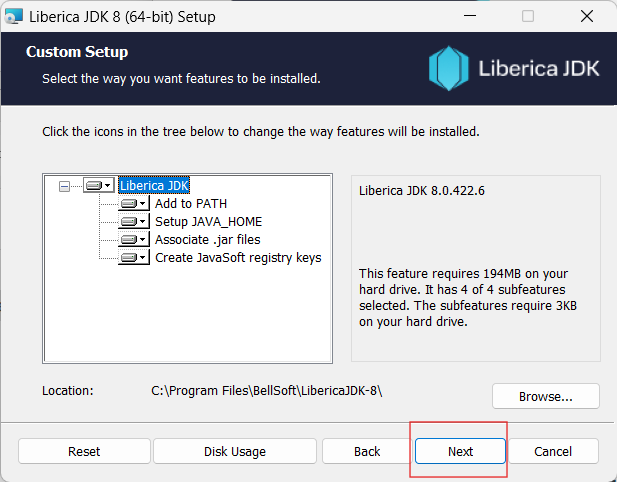 Liberica JDK 8 (64-bit) Setup
Custom Setup
Select the way you want features to be installed.
Liberica JDK
Click the icons in the tree below to change the way features will be installed.
Liberica JDK
Add to PATH
Setup JAVA_HOME
Associate .jar files
Create JavaSoft registry keys
Liberica JDK 8.0.422.6
This feature requires 194MB on your
hard drive. It has 4 of 4 subfeatures
selected. The subfeatures require 3KB
on your hard drive.
Location:
C:\Program Files\BellSoft\LibericaJDK-8\
Browse...
Reset
Disk Usage
Back
Next
Cancel